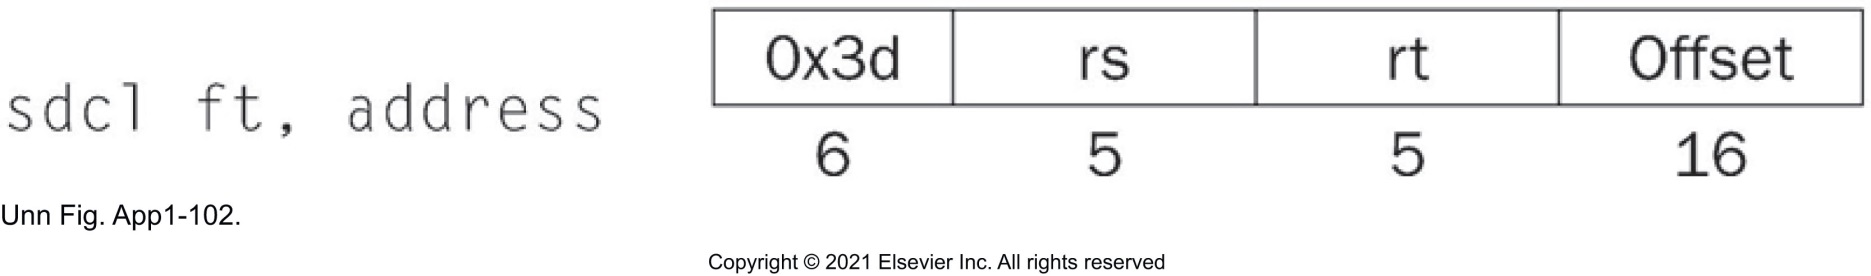 0x3d rs rt Offset
sdc1 ft, address
6 5 5 16
Unn Fig. App1-102.
Copyright © 2021 Elsevier Inc. All rights reserved